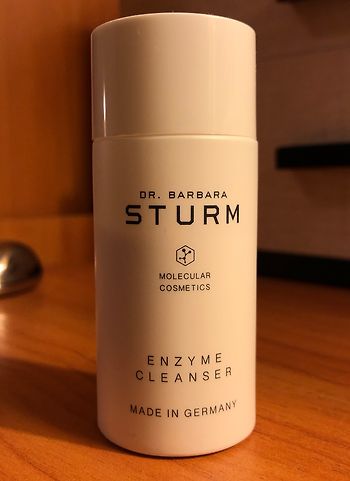 DR. BARBARA
STURM
MOLECULAR
COSMETICS
ENZYME
CLEANSER
MADE IN GERMANY